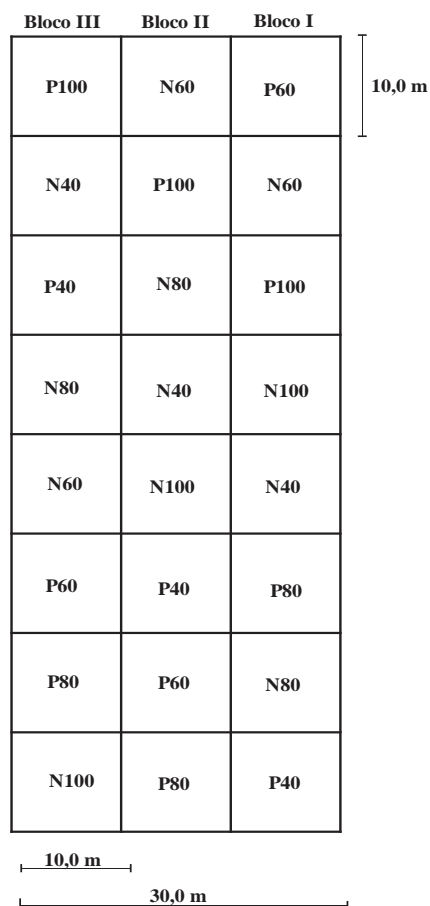 Bloco III Bloco II Bloco I
P100 N60 P60 10,0 m
N40 P100 N60
P40 N80 P100
N80 N40 N100
N60 N100 N40
P60 P40 P80
P80 P60 N80
N100 P80 P40
10,0 m
30,0 m